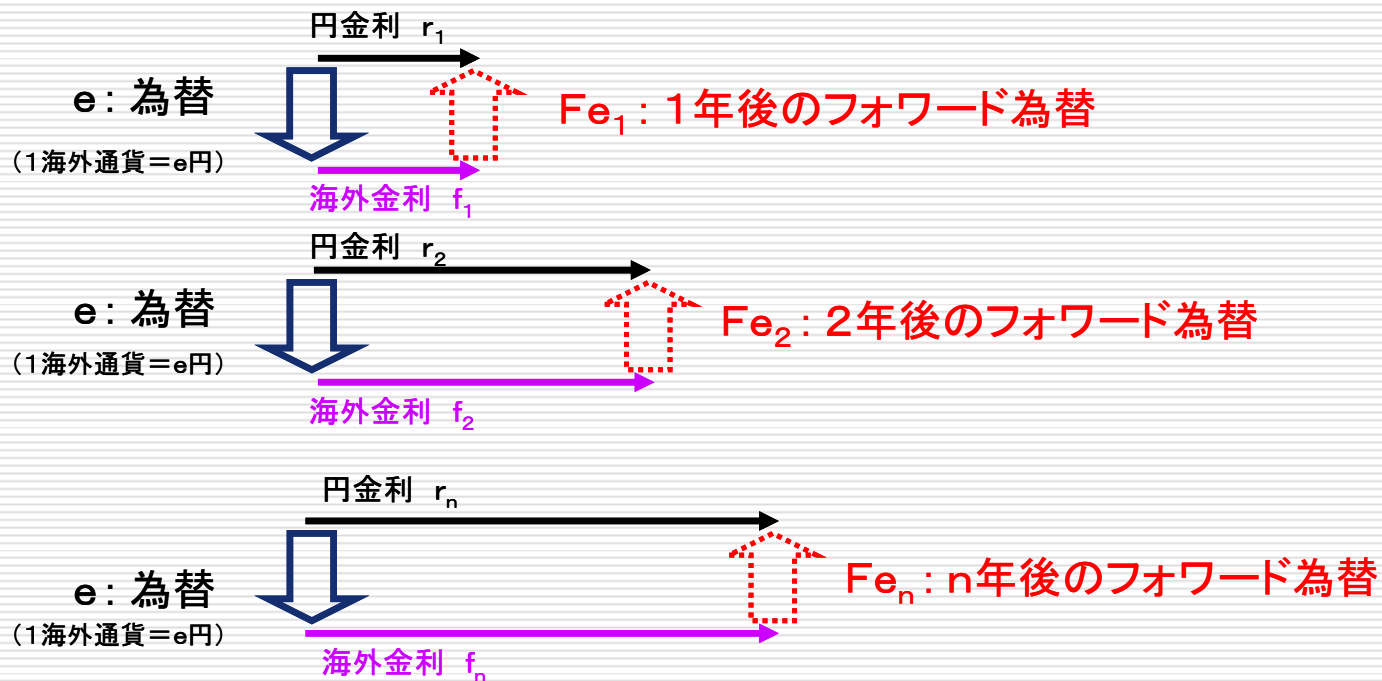 円金利 r₁
e：為替
Fe₁：１年後のフォワード為替
（１海外通貨＝e円）
海外金利 f₁
円金利 r₂
e：為替
Fe₂：２年後のフォワード為替
（１海外通貨＝e円）
海外金利 f₂
円金利 rₙ
e：為替
Feₙ：ｎ年後のフォワード為替
（１海外通貨＝e円）
海外金利 fₙ